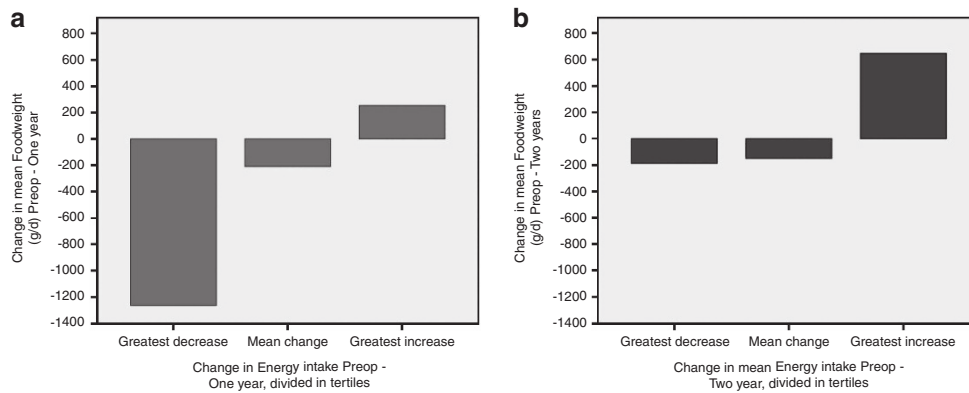 a
Change in mean Foodweight
(g/d) Preop - One year
800
600
400
200
0
-200
-400
-600
-800
-1000
-1200
-1400
Greatest decrease Mean change Greatest increase
Change in Energy intake Preop -
One year, divided in tertiles
b
Change in mean Foodweight
(g/d) Preop - Two years
800
600
400
200
0
-200
-400
-600
-800
-1000
-1200
-1400
Greatest decrease Mean change Greatest increase
Change in mean Energy intake Preop -
Two year, divided in tertiles